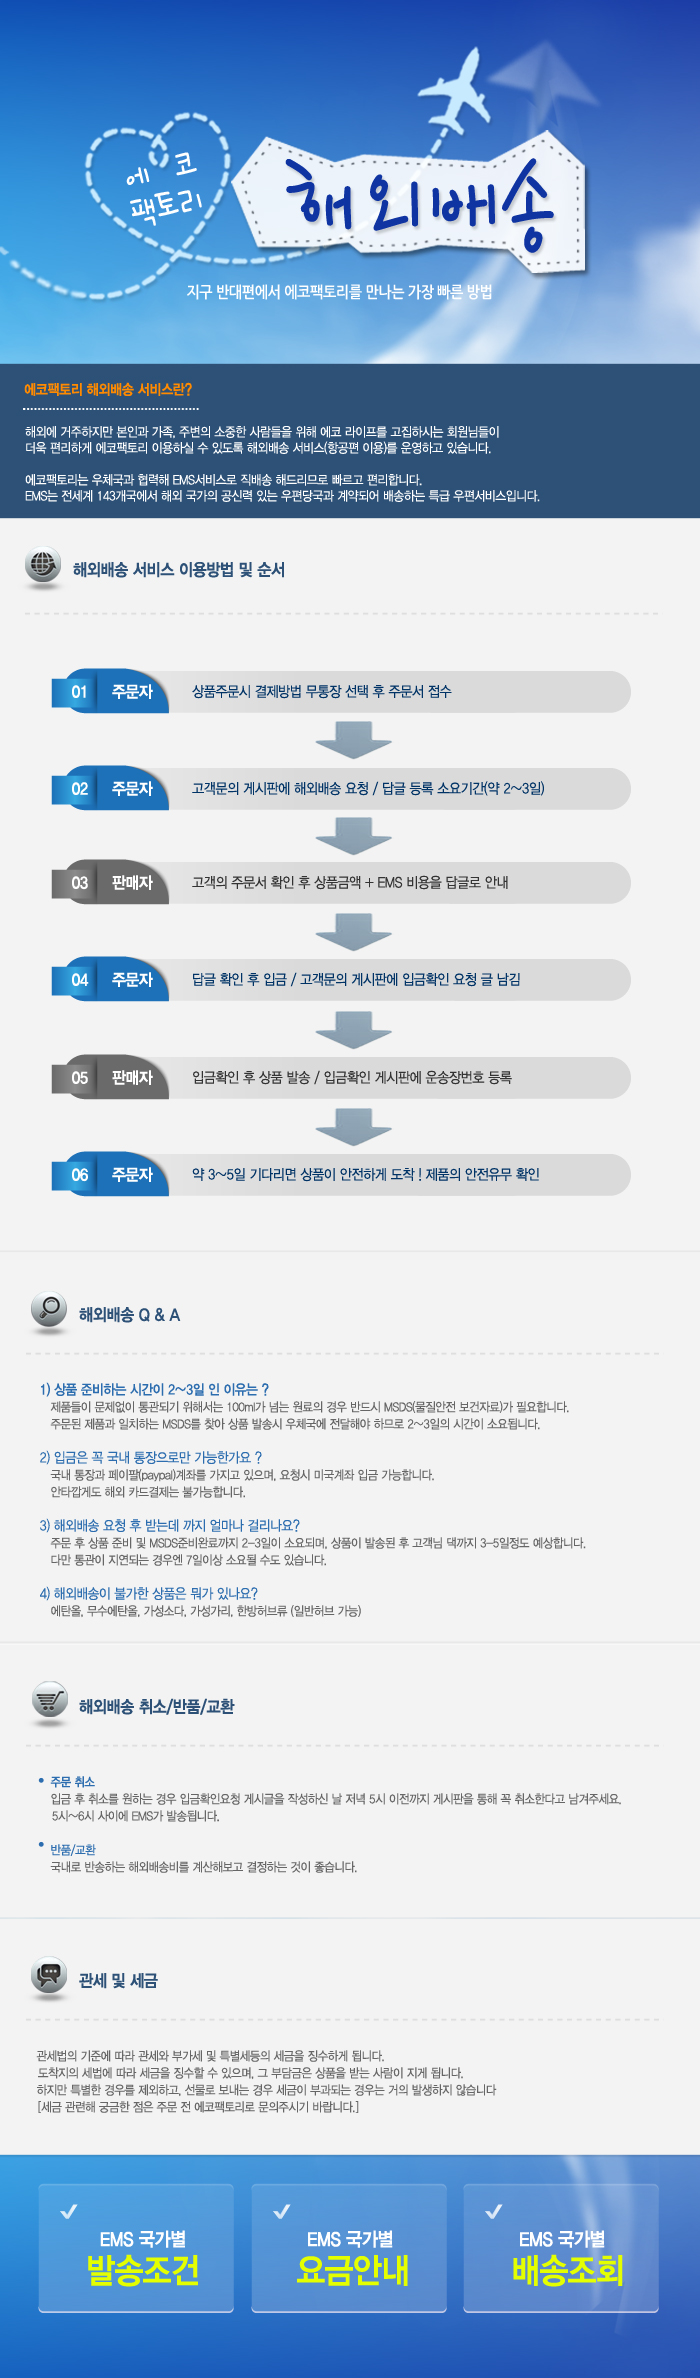 에 코
팩토리
해외배송
지구 반대편에서 에코팩토리를 만나는 가장 빠른 방법
에코팩토리 해외배송 서비스란?
해외에 거주하지만 본인과 가족, 주변의 소중한 사람들을 위해 에코 라이프를 고집하시는 회원님들이
더욱 편리하게 에코팩토리 이용하실 수 있도록 해외배송 서비스(항공편 이용)를 운영하고 있습니다.
에코팩토리는 우체국과 협력해 EMS서비스로 직배송 해드리므로 빠르고 편리합니다.
EMS는 전세계 143개국에서 해외 국가의 공신력 있는 우편당국과 계약되어 배송하는 특급 우편서비스입니다.
해외배송 서비스 이용방법 및 순서
01 주문자 상품주문시 결제방법 무통장 선택 후 주문서 접수
02 주문자 고객문의 게시판에 해외배송 요청 / 답글 등록 소요기간(약 2~3일)
03 판매자 고객의 주문서 확인 후 상품금액 + EMS 비용을 답글로 안내
04 주문자 답글 확인 후 입금 / 고객문의 게시판에 입금확인 요청 글 남김
05 판매자 입금확인 후 상품 발송 / 입금확인 게시판에 운송장번호 등록
06 주문자 약 3~5일 기다리면 상품이 안전하게 도착 ! 제품의 안전유무 확인
해외배송 Q & A
1) 상품 준비하는 시간이 2~3일 인 이유는 ?
제품들이 문제없이 통관되기 위해서는 100ml가 넘는 원료의 경우 반드시 MSDS(물질안전 보건자료)가 필요합니다.
주문된 제품과 일치하는 MSDS를 찾아 상품 발송시 우체국에 전달해야 하므로 2~3일의 시간이 소요됩니다.
2) 입금은 꼭 국내 통장으로만 가능한가요 ?
국내 통장과 페이팔(paypal)계좌를 가지고 있으며, 요청시 미국계좌 입금 가능합니다.
안타깝게도 해외 카드결제는 불가능합니다.
3) 해외배송 요청 후 받는데 까지 얼마나 걸리나요?
주문 후 상품 준비 및 MSDS준비완료까지 2-3일이 소요되며, 상품이 발송된 후 고객님 댁까지 3-5일정도 예상합니다.
다만 통관이 지연되는 경우엔 7일이상 소요될 수도 있습니다.
4) 해외배송이 불가한 상품은 뭐가 있나요?
에탄올, 무수에탄올, 가성소다, 가성가리, 한방허브류 (일반허브 가능)
해외배송 취소/반품/교환
• 주문 취소
입금 후 취소를 원하는 경우 입금확인요청 게시글을 작성하신 날 저녁 5시 이전까지 게시판을 통해 꼭 취소한다고 남겨주세요.
5시~6시 사이에 EMS가 발송됩니다.
• 반품/교환
국내로 반송하는 해외배송비를 계산해보고 결정하는 것이 좋습니다.
관세 및 세금
관세법의 기준에 따라 관세와 부가세 및 특별세등의 세금을 징수하게 됩니다.
도착지의 세법에 따라 세금을 징수할 수 있으며, 그 부담금은 상품을 받는 사람이 지게 됩니다.
하지만 특별한 경우를 제외하고, 선물로 보내는 경우 세금이 부과되는 경우는 거의 발생하지 않습니다
[세금 관련해 궁금한 점은 주문 전 에코팩토리로 문의주시기 바랍니다.]
EMS 국가별
발송조건
EMS 국가별
요금안내
EMS 국가별
배송조회